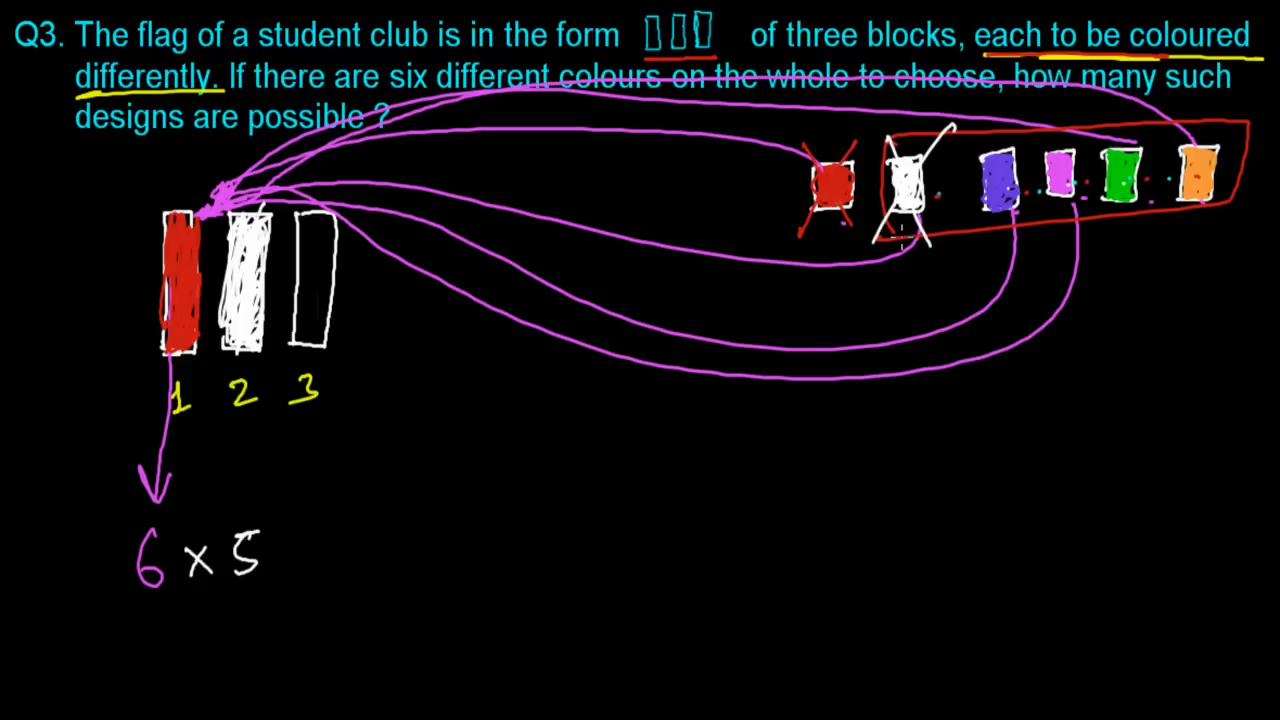 Q3. The flag of a student club is in the form of three blocks, each to be coloured
differently. If there are six different colours on the whole to choose, how many such
designs are possible ?
1 2 3
6 x 5